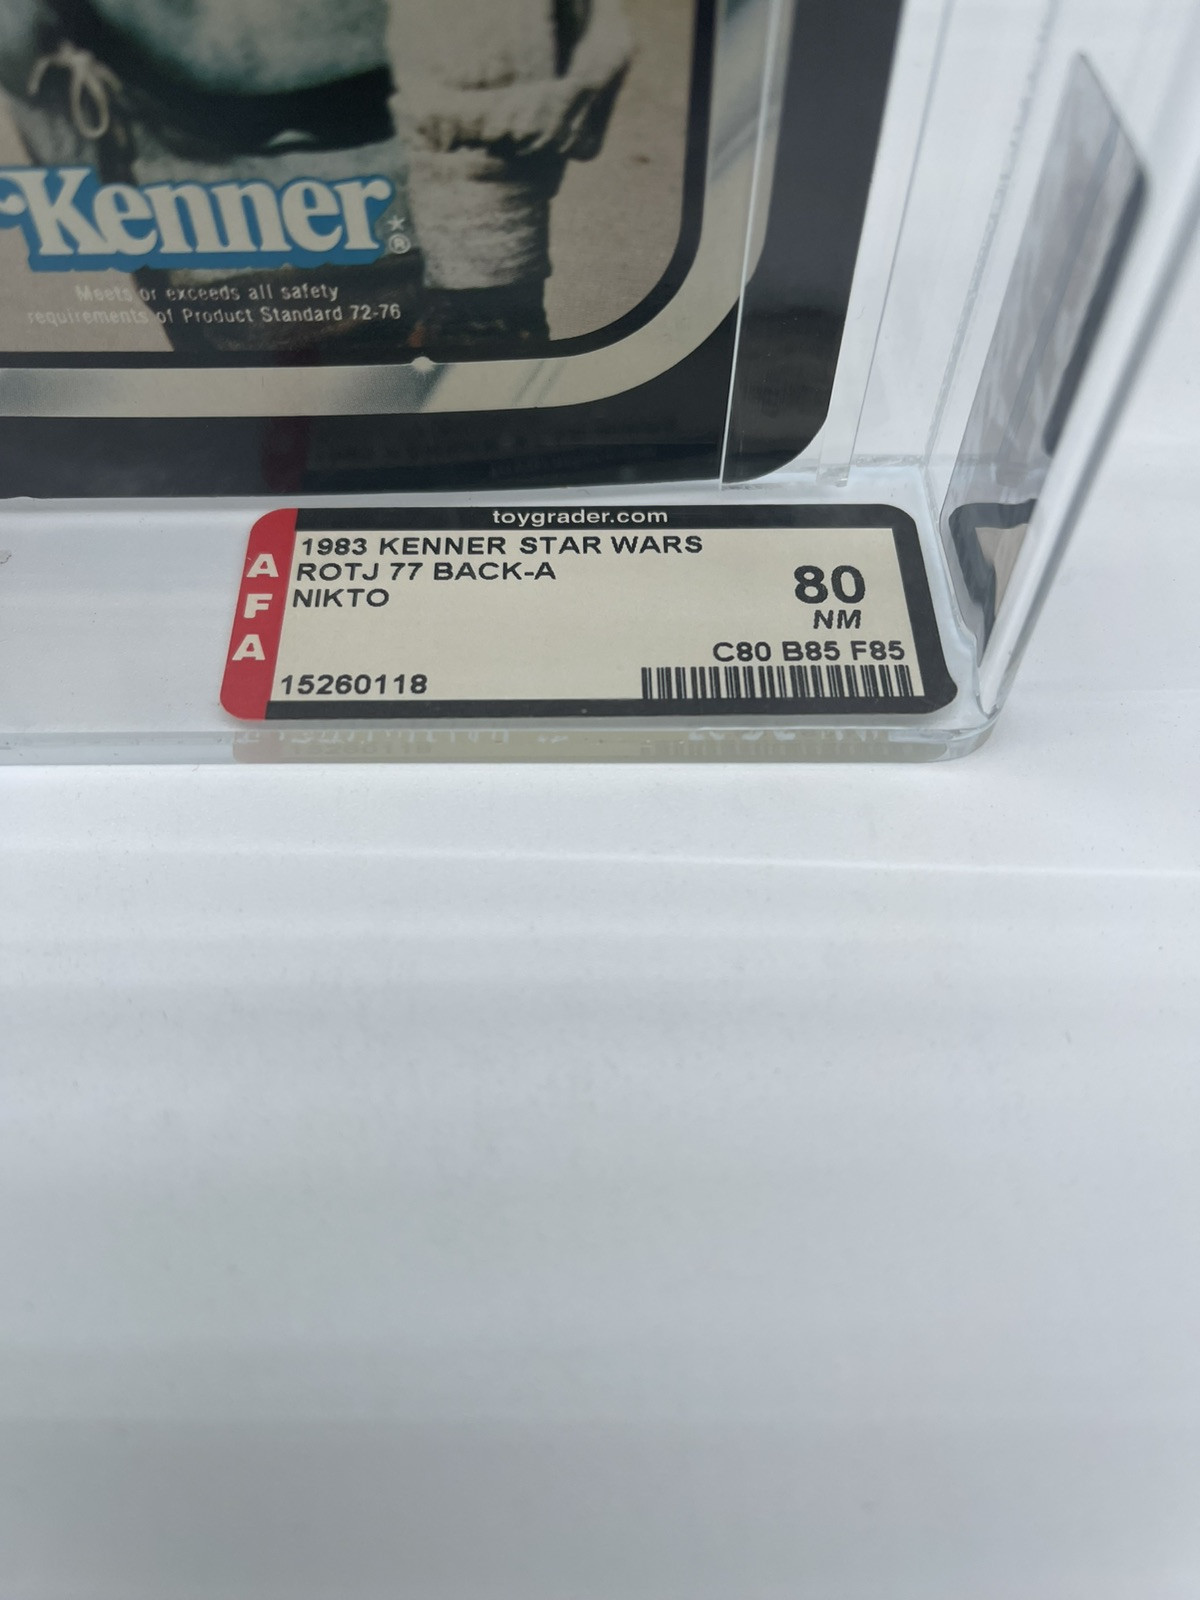 Kenner*®
Meets or exceeds all safety
requirements of Product Standard 72-76
toygrader.com
AFA
1983 KENNER STAR WARS
ROTJ 77 BACK-A
NIKTO
80
NM
C80 B85 F85
15260118